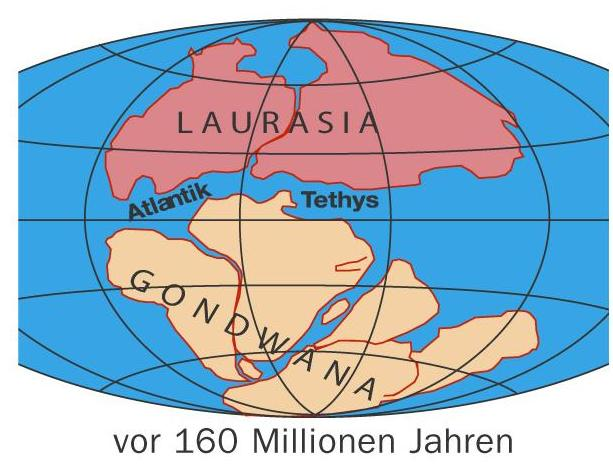 LAURASIA
Atlantik
Tethys
GONDWANA
vor 160 Millionen Jahren